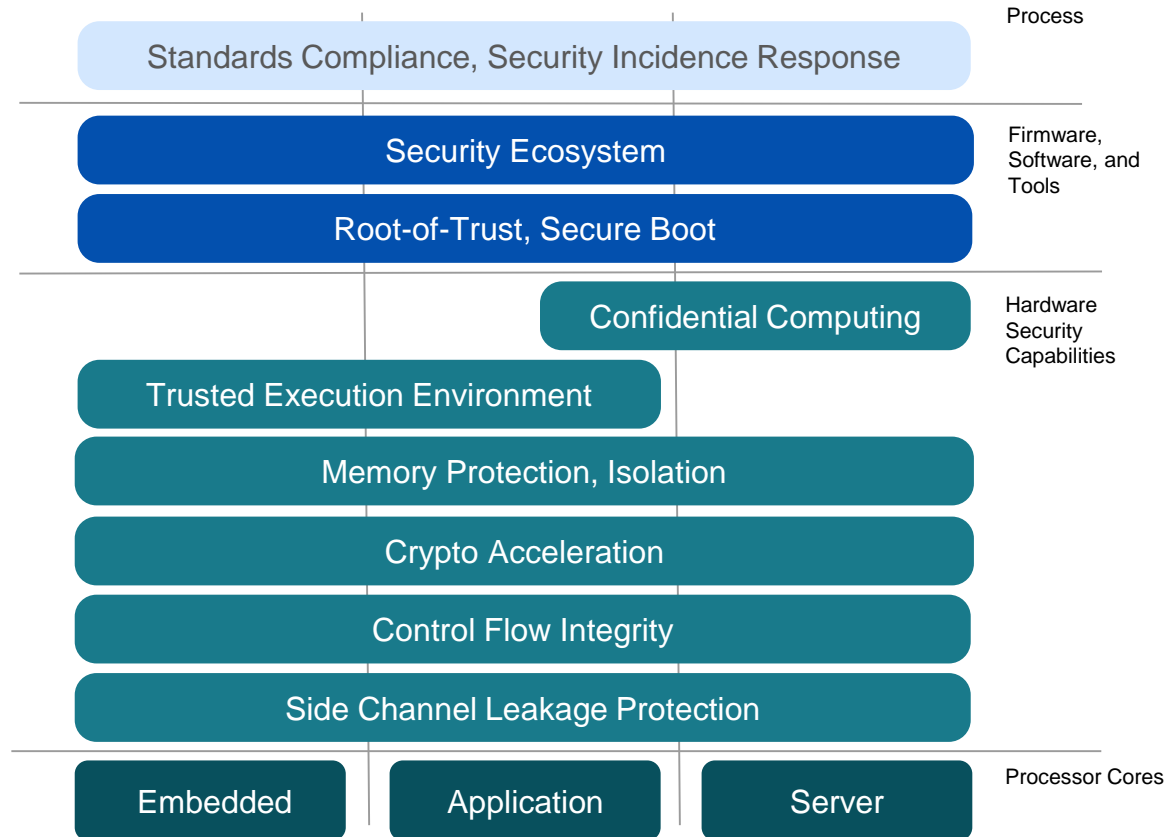 Process
Standards Compliance, Security Incidence Response
Security Ecosystem
Firmware,
Software, and
Tools
Root-of-Trust, Secure Boot
Confidential Computing
Hardware
Security
Capabilities
Trusted Execution Environment
Memory Protection, Isolation
Crypto Acceleration
Control Flow Integrity
Side Channel Leakage Protection
Embedded
Application
Server
Processor Cores